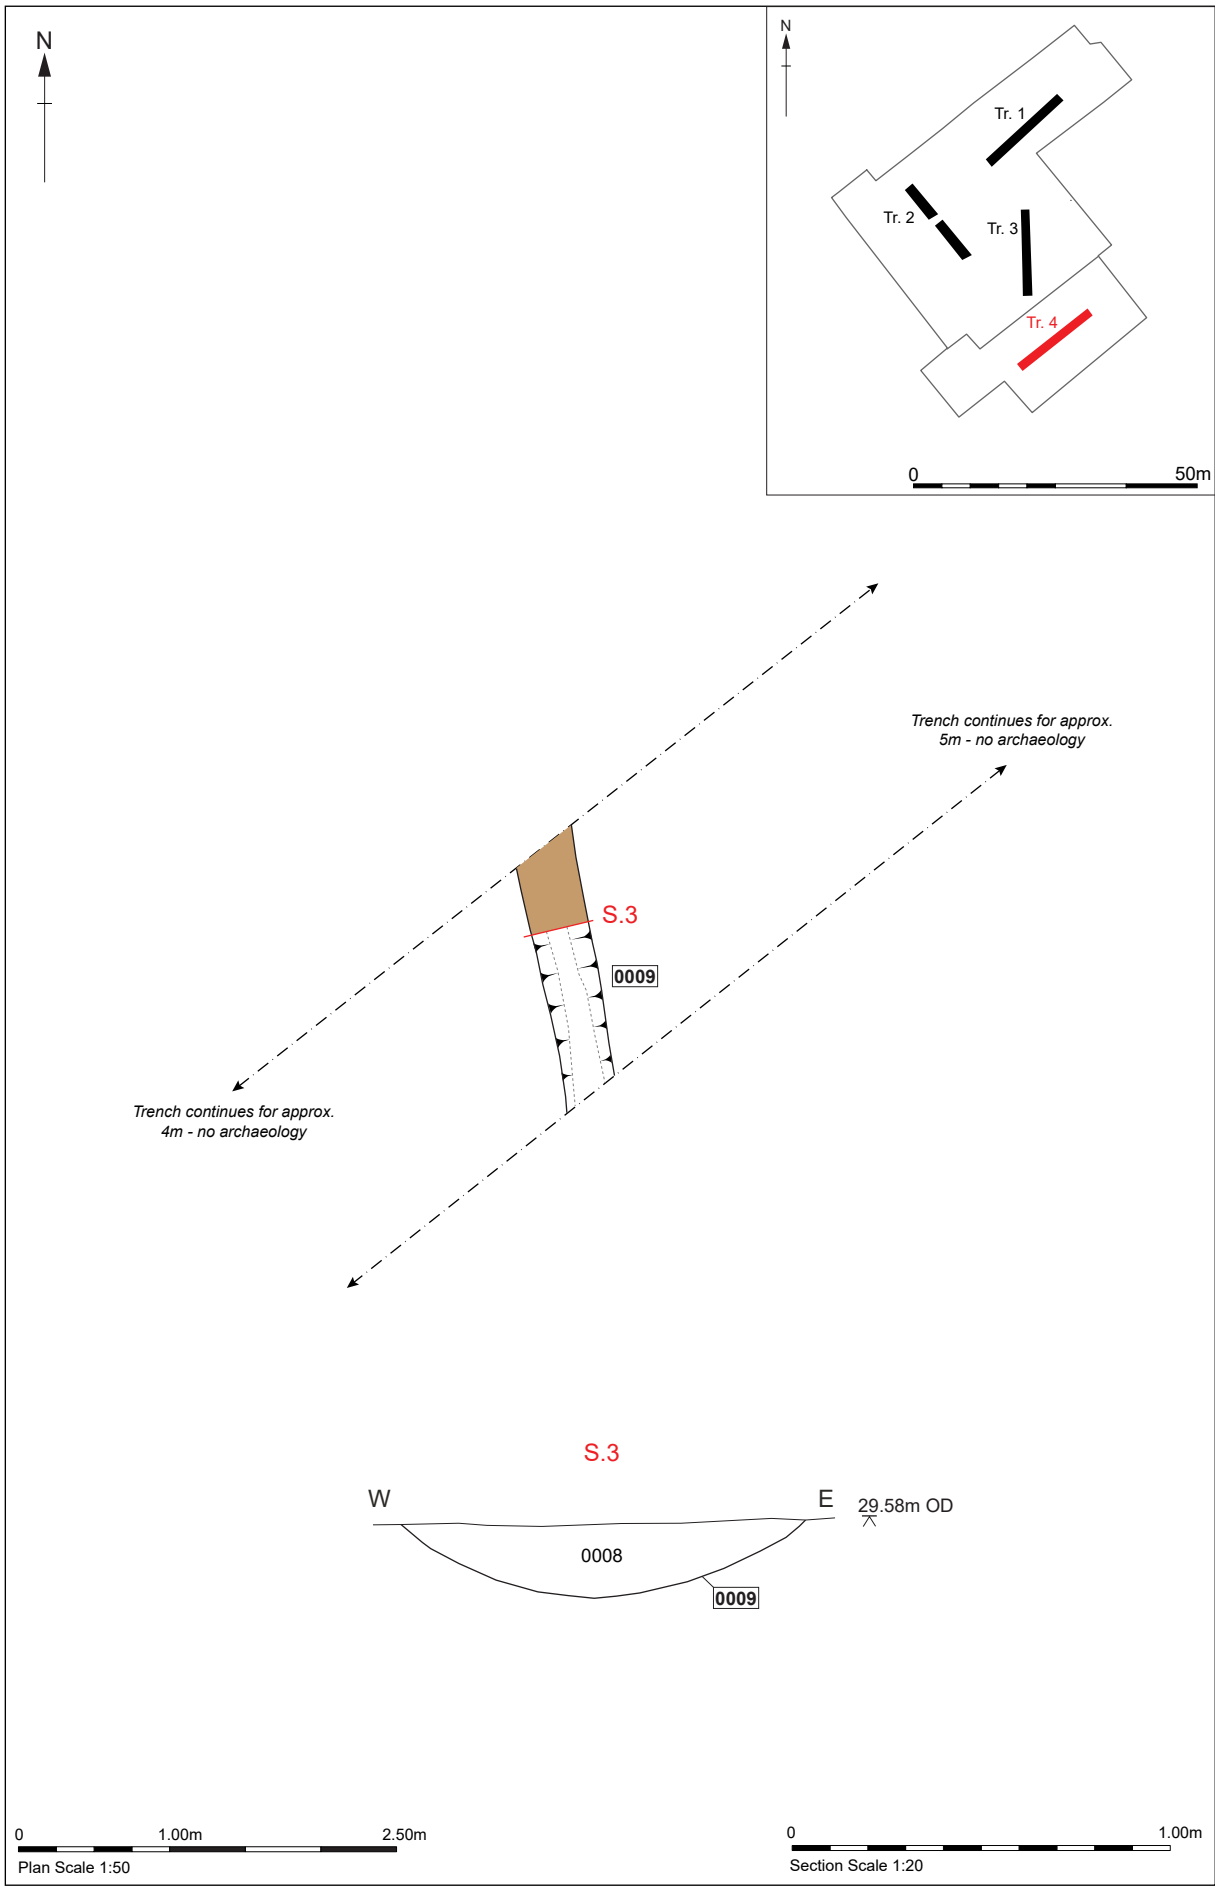 N
N
Tr. 1
Tr. 2
Tr. 3
Tr. 4
0 50m
Trench continues for approx.
5m - no archaeology
S.3
0009
Trench continues for approx.
4m - no archaeology
S.3
W E 29.58m OD
0008
0009
0 1.00m 2.50m
Plan Scale 1:50
0 1.00m
Section Scale 1:20